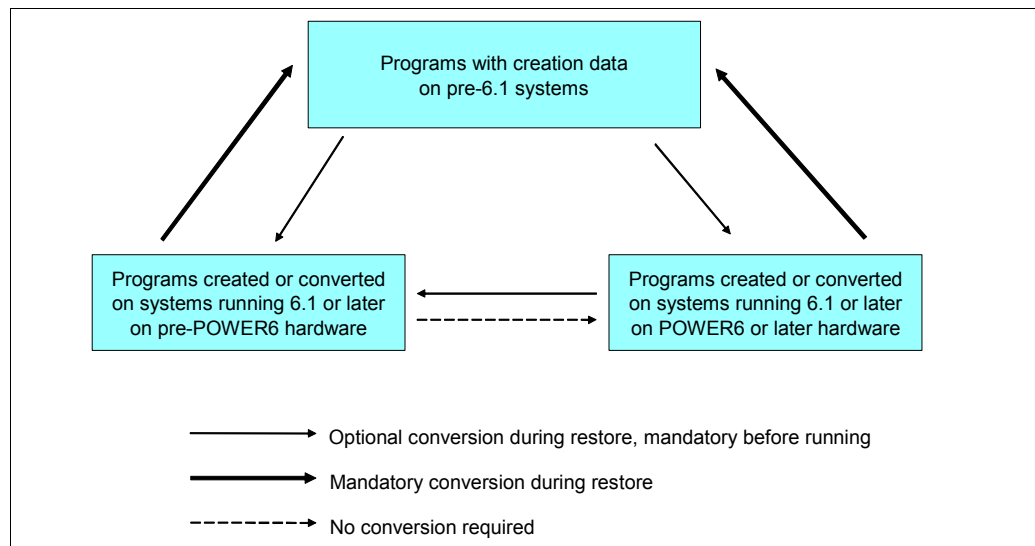 Programs with creation data
on pre-6.1 systems
Programs created or converted
on systems running 6.1 or later
on pre-POWER6 hardware
Programs created or converted
on systems running 6.1 or later
on POWER6 or later hardware
Optional conversion during restore, mandatory before running
Mandatory conversion during restore
No conversion required